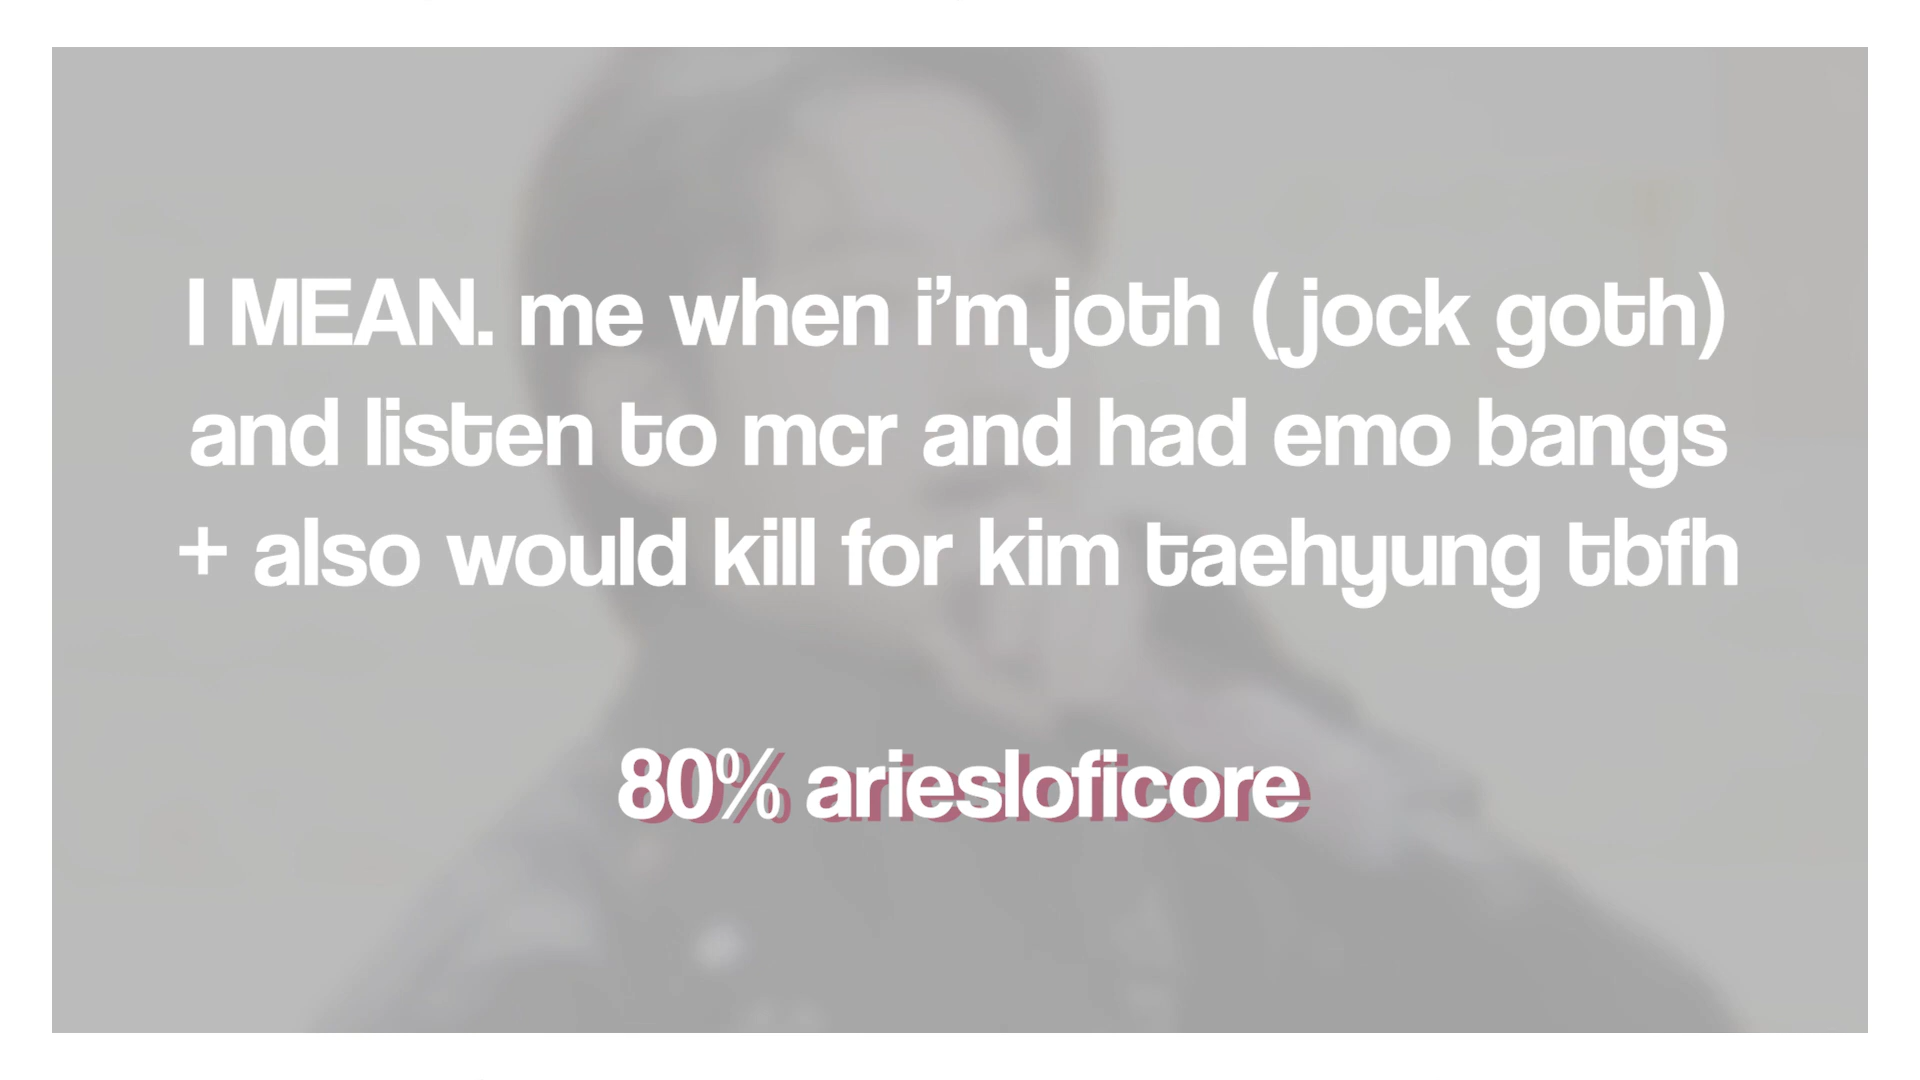 I MEAN. me when i’m joth (jock goth)
and listen to mcr and had emo bangs
+ also would kill for kim taehyung tbfh
80% ariesloficore